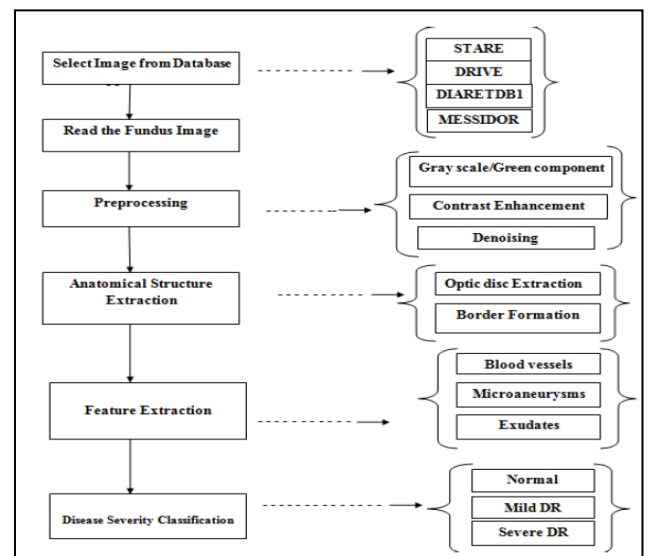 Select Image from Database
STARE
DRIVE
DIARETDB1
MESSIDOR
Read the Fundus Image
Preprocessing
Gray scale/Green component
Contrast Enhancement
Denoising
Anatomical Structure
Extraction
Optic disc Extraction
Border Formation
Feature Extraction
Blood vessels
Microaneurysms
Exudates
Disease Severity Classification
Normal
Mild DR
Severe DR